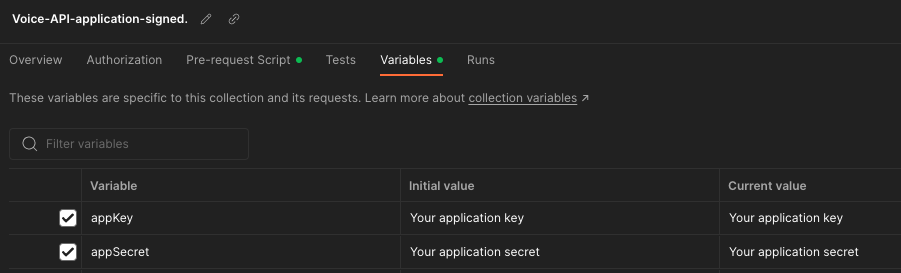 Voice-API-application-signed.
Overview Authorization Pre-request Script Tests Variables Runs
These variables are specific to this collection and its requests. Learn more about collection variables ↗
Filter variables
Variable Initial value Current value
appKey Your application key Your application key
appSecret Your application secret Your application secret